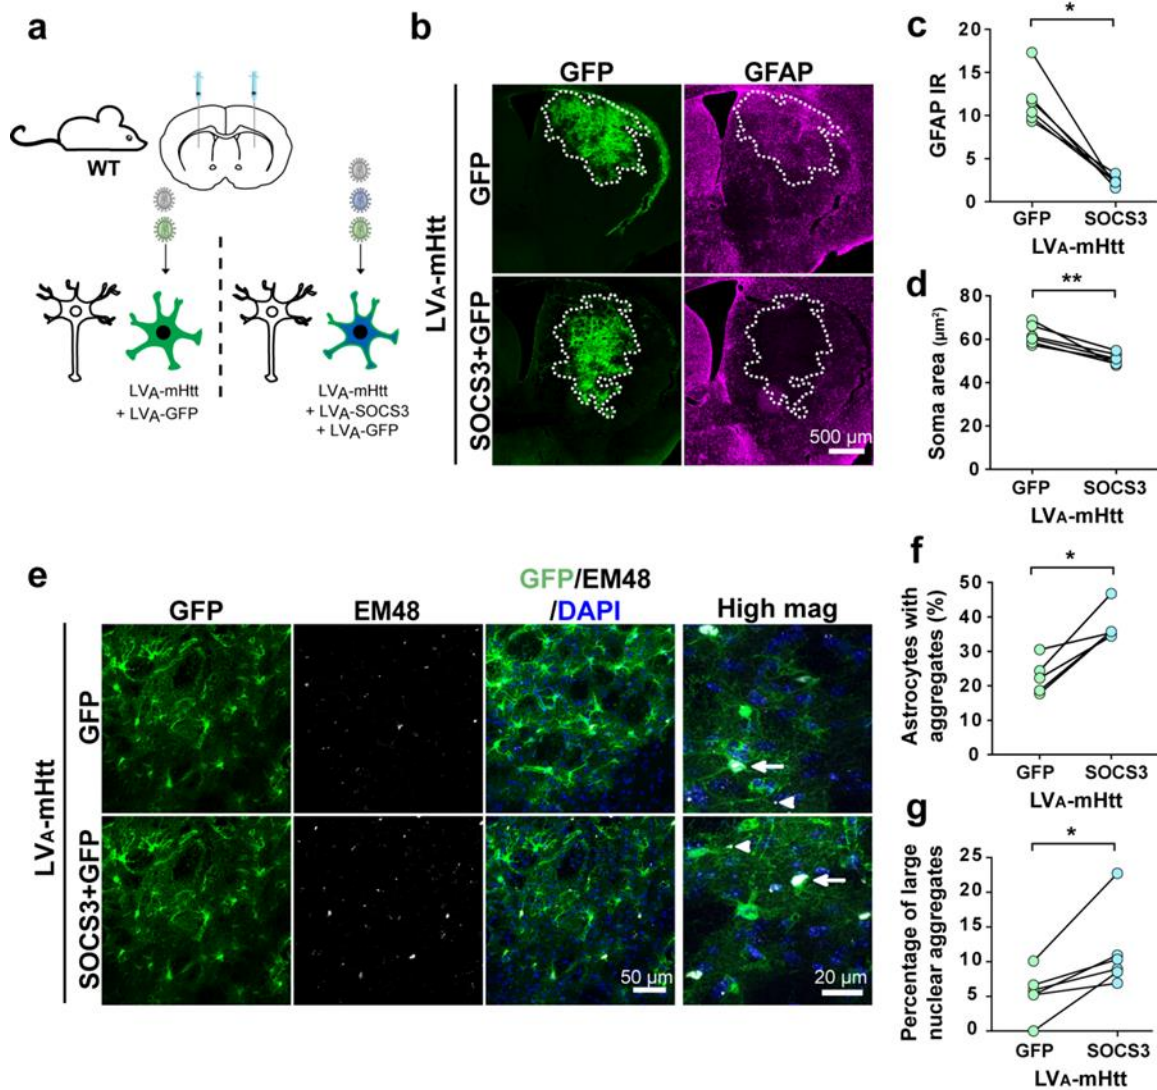 a
WT
LVA-mHtt
+ LVA-GFP
LVA-mHtt
+ LVA-SOCS3
+ LVA-GFP
b
GFP
GFAP
LVA-mHtt
GFP
SOCS3+GFP
500 µm
c
*
GFAP IR
20
15
10
5
0
GFP
SOCS3
LVA-mHtt
d
**
Soma area (µm²)
80
60
40
20
0
GFP
SOCS3
LVA-mHtt
e
GFP
EM48
GFP/EM48
/DAPI
High mag
LVA-mHtt
GFP
SOCS3+GFP
50 µm
20 µm
f
*
Astrocytes with
aggregates (%)
50
40
30
20
10
0
GFP
SOCS3
LVA-mHtt
g
*
Percentage of large
nuclear aggregates
25
20
15
10
5
0
GFP
SOCS3
LVA-mHtt